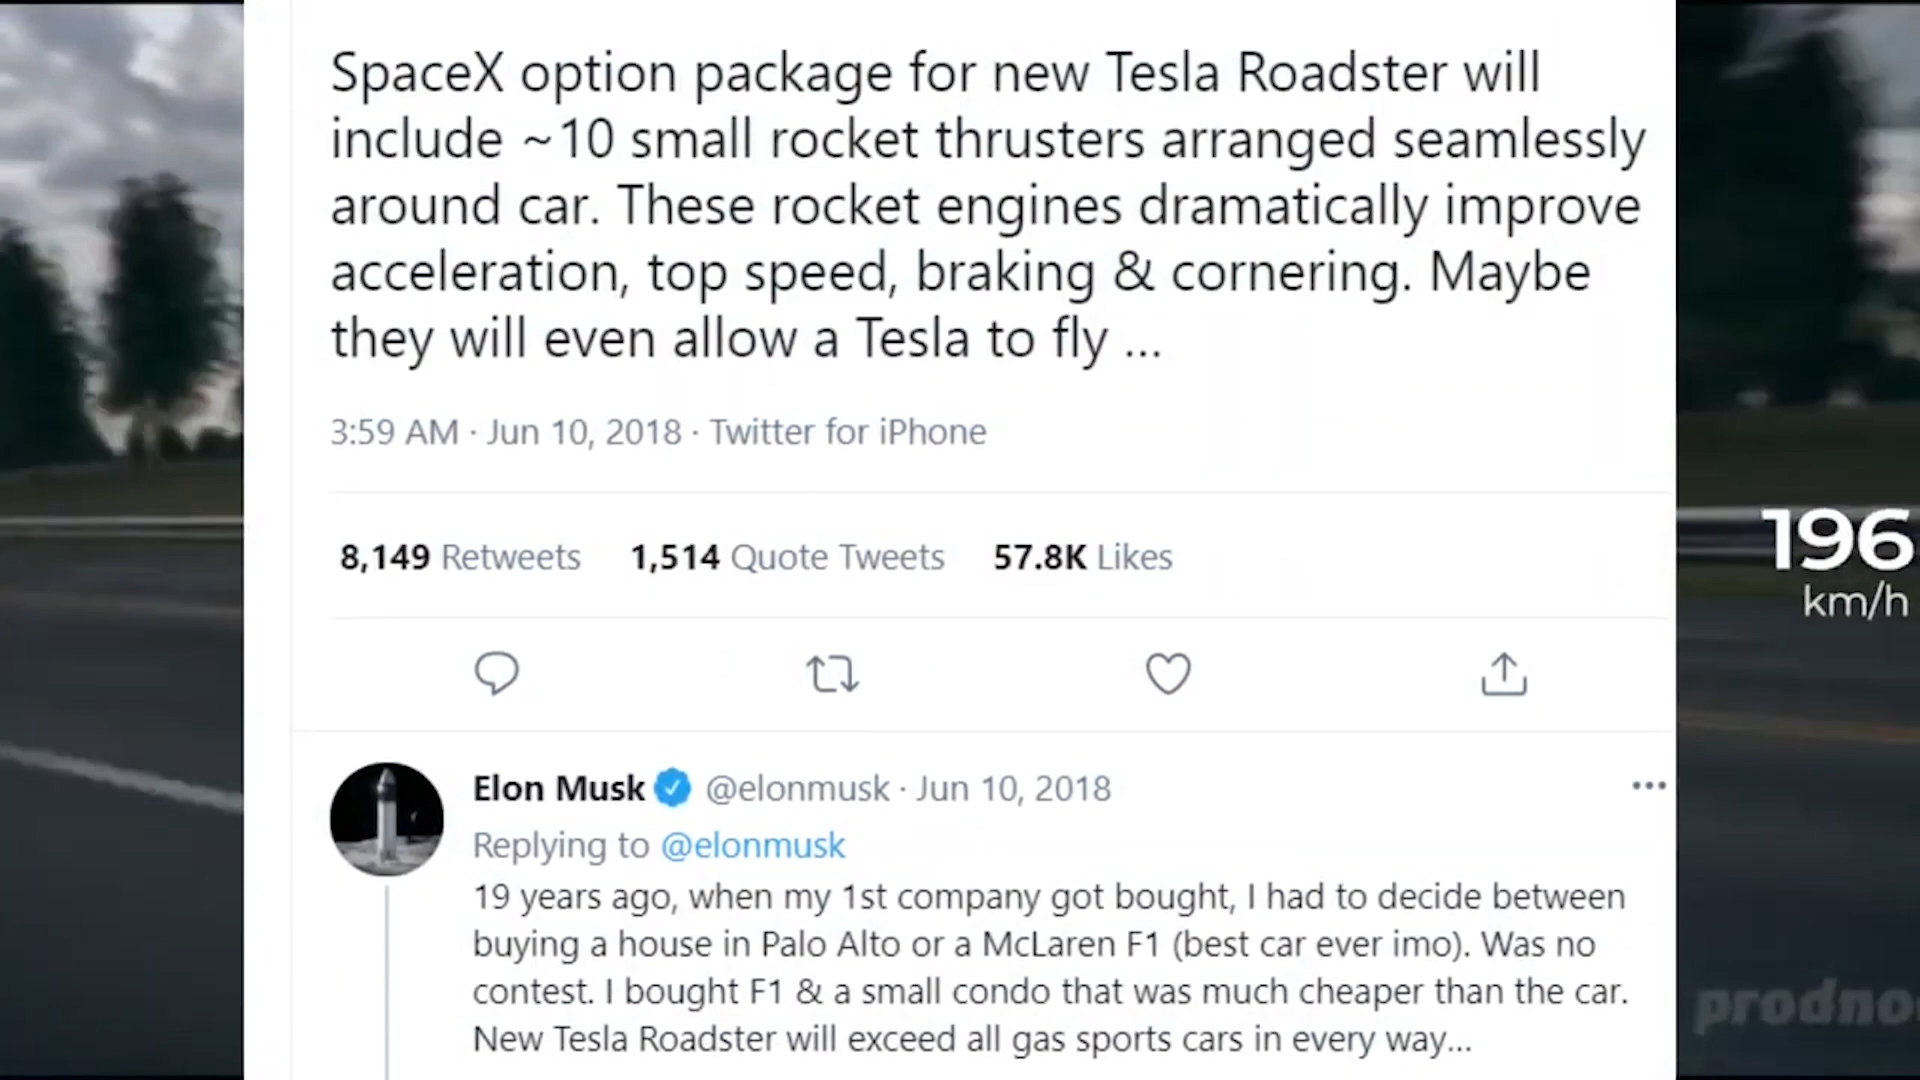 SpaceX option package for new Tesla Roadster will
include ~10 small rocket thrusters arranged seamlessly
around car. These rocket engines dramatically improve
acceleration, top speed, braking & cornering. Maybe
they will even allow a Tesla to fly ...
3:59 AM · Jun 10, 2018 · Twitter for iPhone
8,149 Retweets 1,514 Quote Tweets 57.8K Likes
Elon Musk @elonmusk · Jun 10, 2018
Replying to @elonmusk
19 years ago, when my 1st company got bought, I had to decide between
buying a house in Palo Alto or a McLaren F1 (best car ever imo). Was no
contest. I bought F1 & a small condo that was much cheaper than the car.
New Tesla Roadster will exceed all gas sports cars in every way...
196
km/h